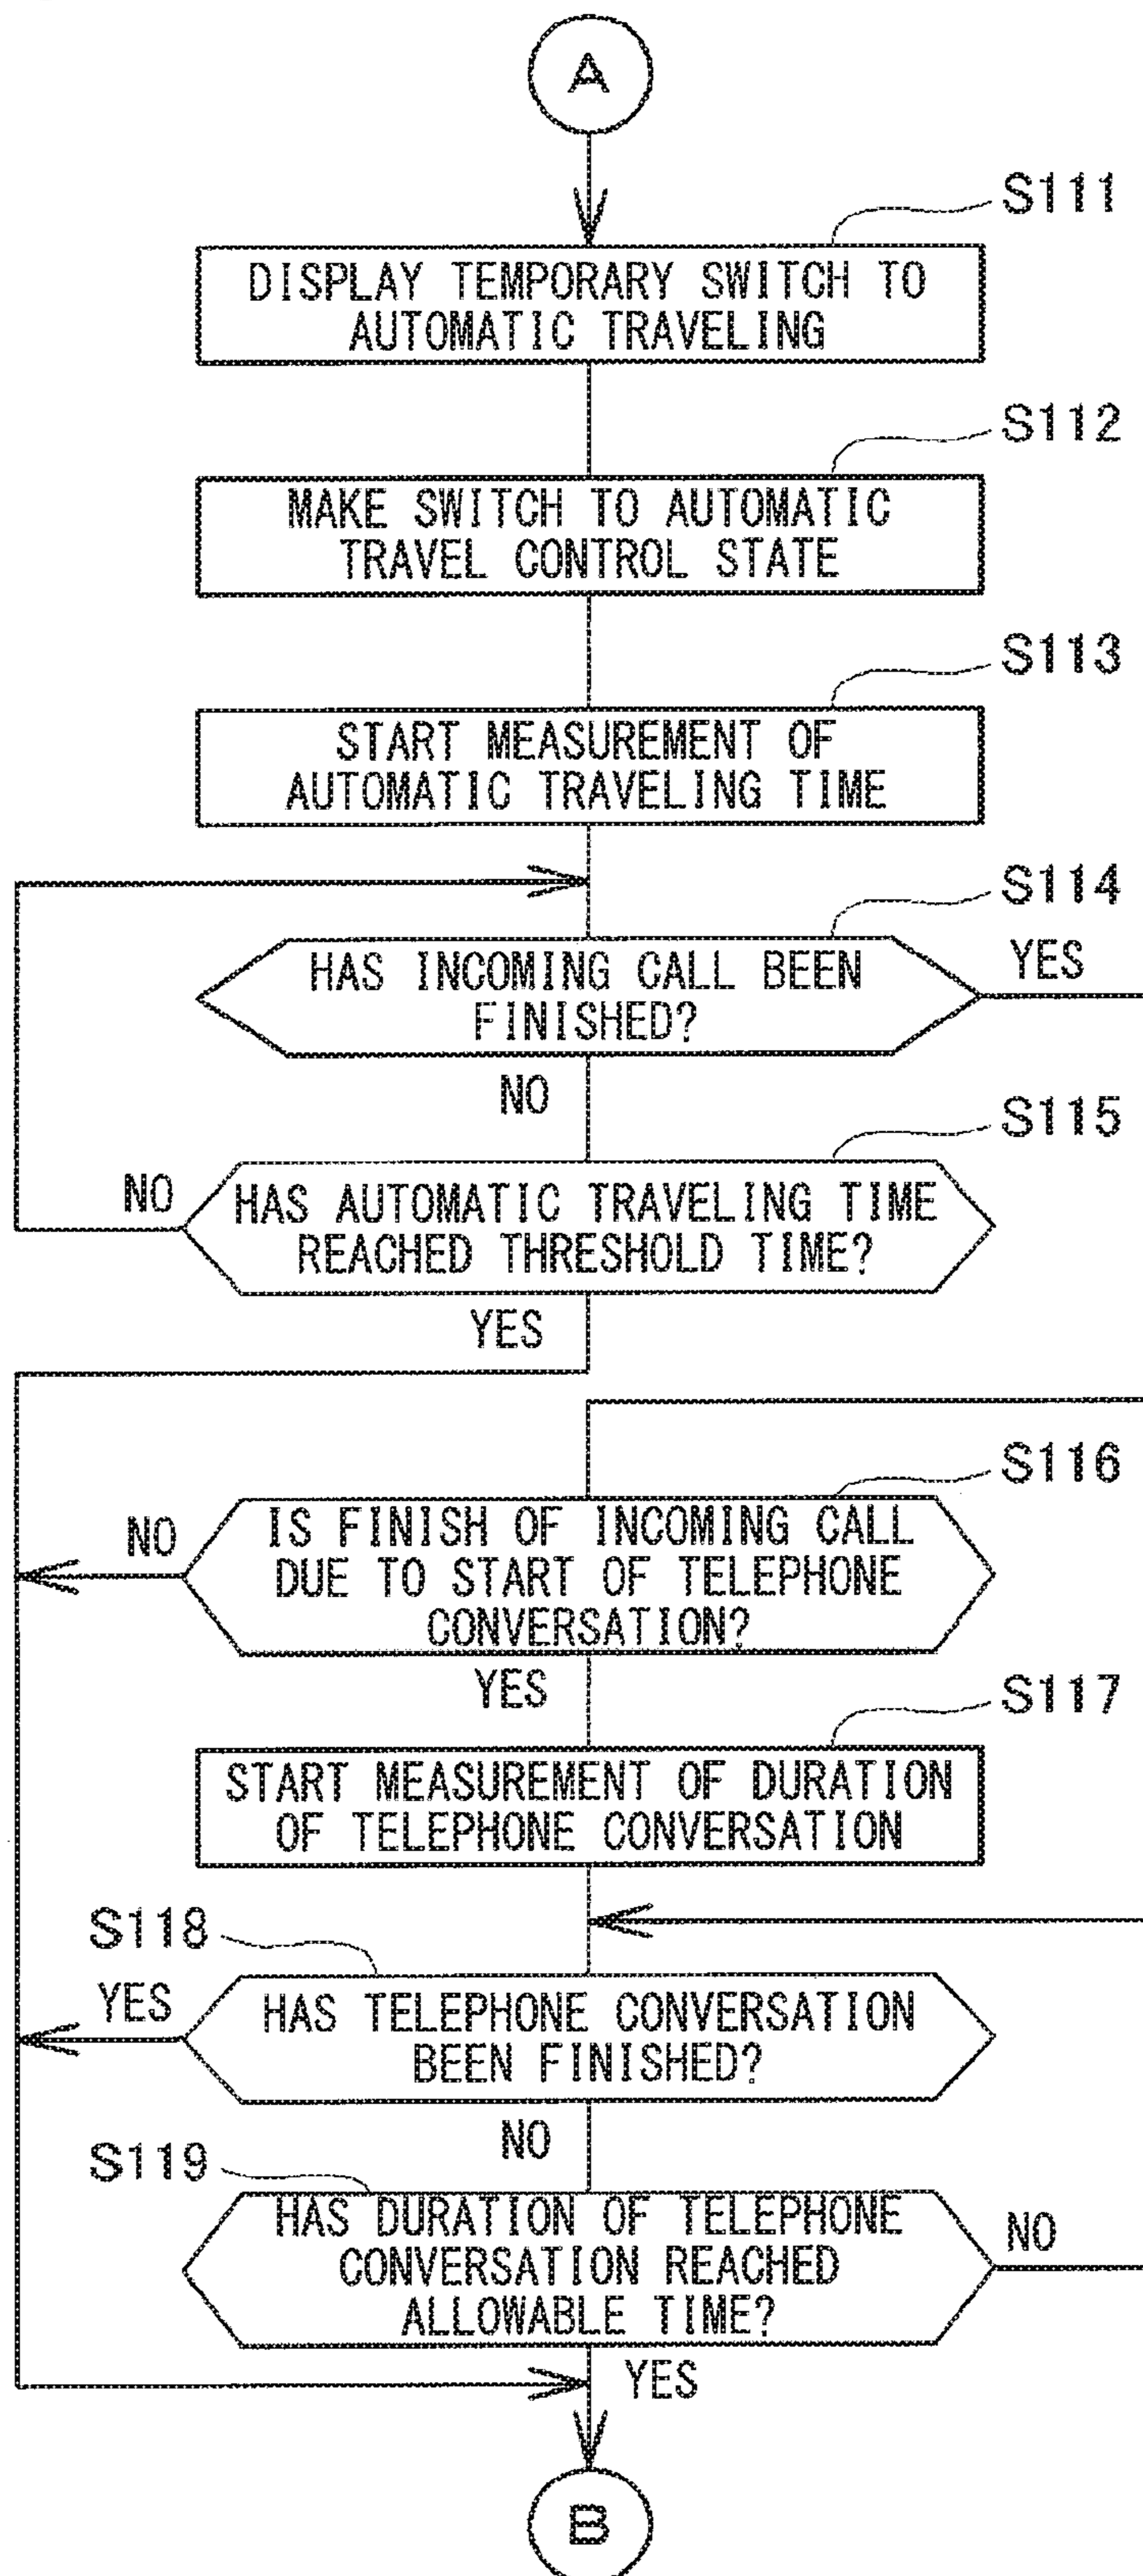 A
S111
DISPLAY TEMPORARY SWITCH TO
AUTOMATIC TRAVELING
S112
MAKE SWITCH TO AUTOMATIC
TRAVEL CONTROL STATE
S113
START MEASUREMENT OF
AUTOMATIC TRAVELING TIME
S114
HAS INCOMING CALL BEEN
FINISHED?
YES
NO
S115
NO
HAS AUTOMATIC TRAVELING TIME
REACHED THRESHOLD TIME?
YES
S116
NO
IS FINISH OF INCOMING CALL
DUE TO START OF TELEPHONE
CONVERSATION?
YES
S117
START MEASUREMENT OF DURATION
OF TELEPHONE CONVERSATION
S118
YES
HAS TELEPHONE CONVERSATION
BEEN FINISHED?
NO
S119
HAS DURATION OF TELEPHONE
CONVERSATION REACHED
ALLOWABLE TIME?
NO
YES
B